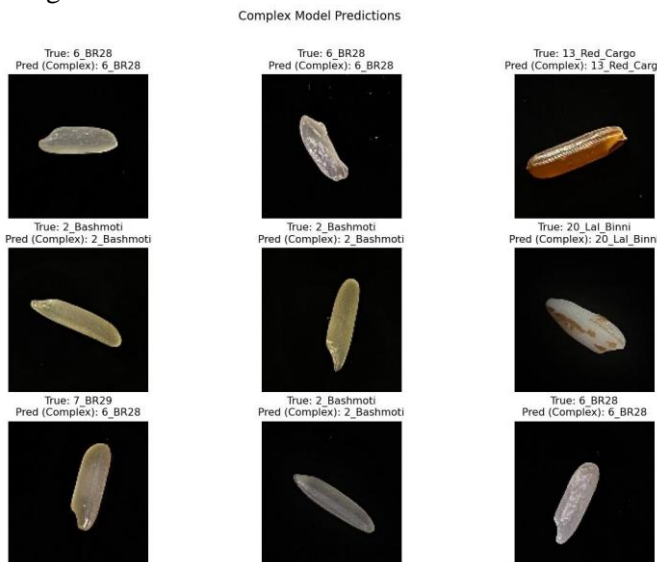 Complex Model Predictions
True: 6_BR28
Pred (Complex): 6_BR28
True: 6_BR28
Pred (Complex): 6_BR28
True: 13_Red_Cargo
Pred (Complex): 13_Red_Carg
True: 2_Bashmoti
Pred (Complex): 2_Bashmoti
True: 2_Bashmoti
Pred (Complex): 2_Bashmoti
True: 20_Lal_Binni
Pred (Complex): 20_Lal_Binni
True: 7_BR29
Pred (Complex): 6_BR28
True: 2_Bashmoti
Pred (Complex): 2_Bashmoti
True: 6_BR28
Pred (Complex): 6_BR28